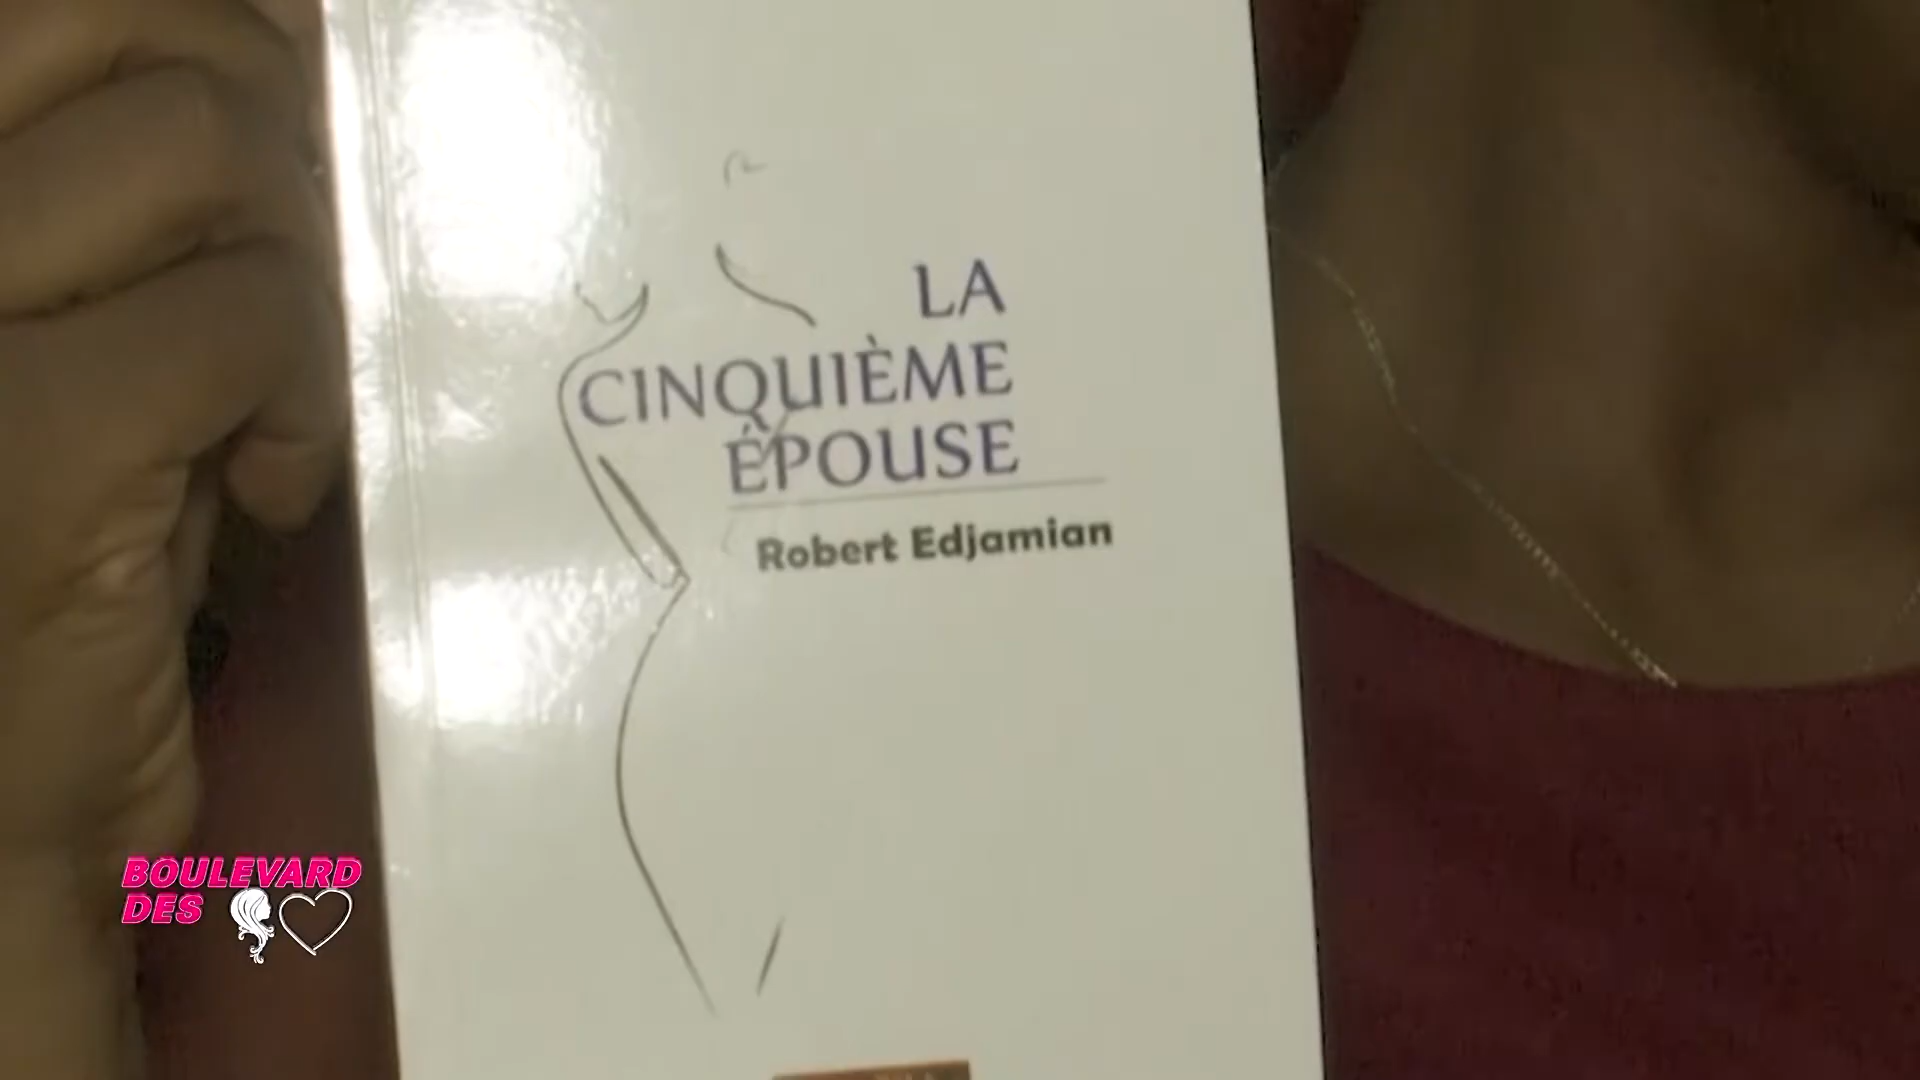 LA
CINQUIÈME
ÉPOUSE
Robert Edjamian
BOULEVARD
DES